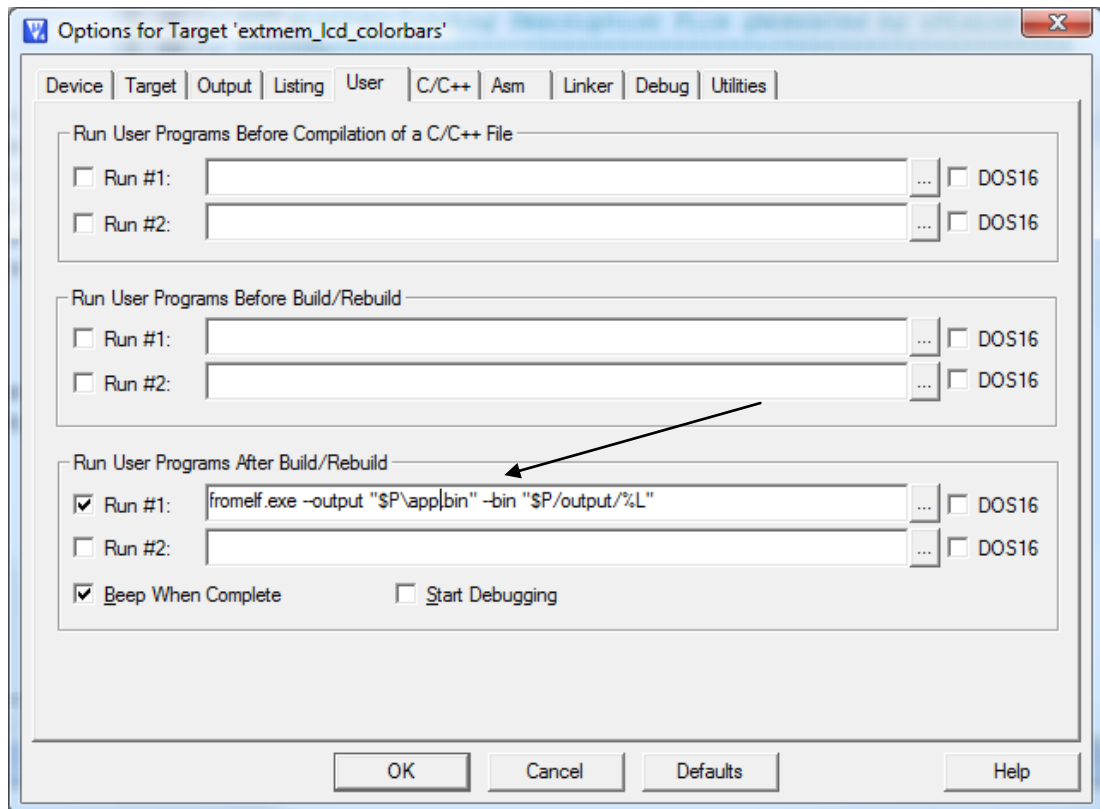 Options for Target 'extmem_lcd_colorbars'
Device Target Output Listing User C/C++ Asm Linker Debug Utilities
Run User Programs Before Compilation of a C/C++ File
Run #1: ... DOS16
Run #2: ... DOS16
Run User Programs Before Build/Rebuild
Run #1: ... DOS16
Run #2: ... DOS16
Run User Programs After Build/Rebuild
Run #1: fromelf.exe --output "$P\app.bin" --bin "$P/output/%L" ... DOS16
Run #2: ... DOS16
Beep When Complete Start Debugging
OK Cancel Defaults Help